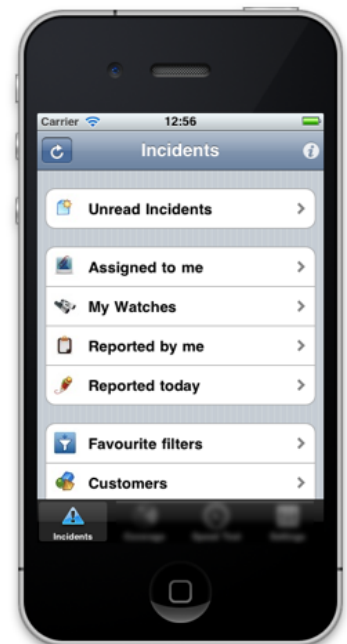 Carrier 12:56
Incidents
Unread Incidents
Assigned to me
My Watches
Reported by me
Reported today
Favourite filters
Customers
Incidents